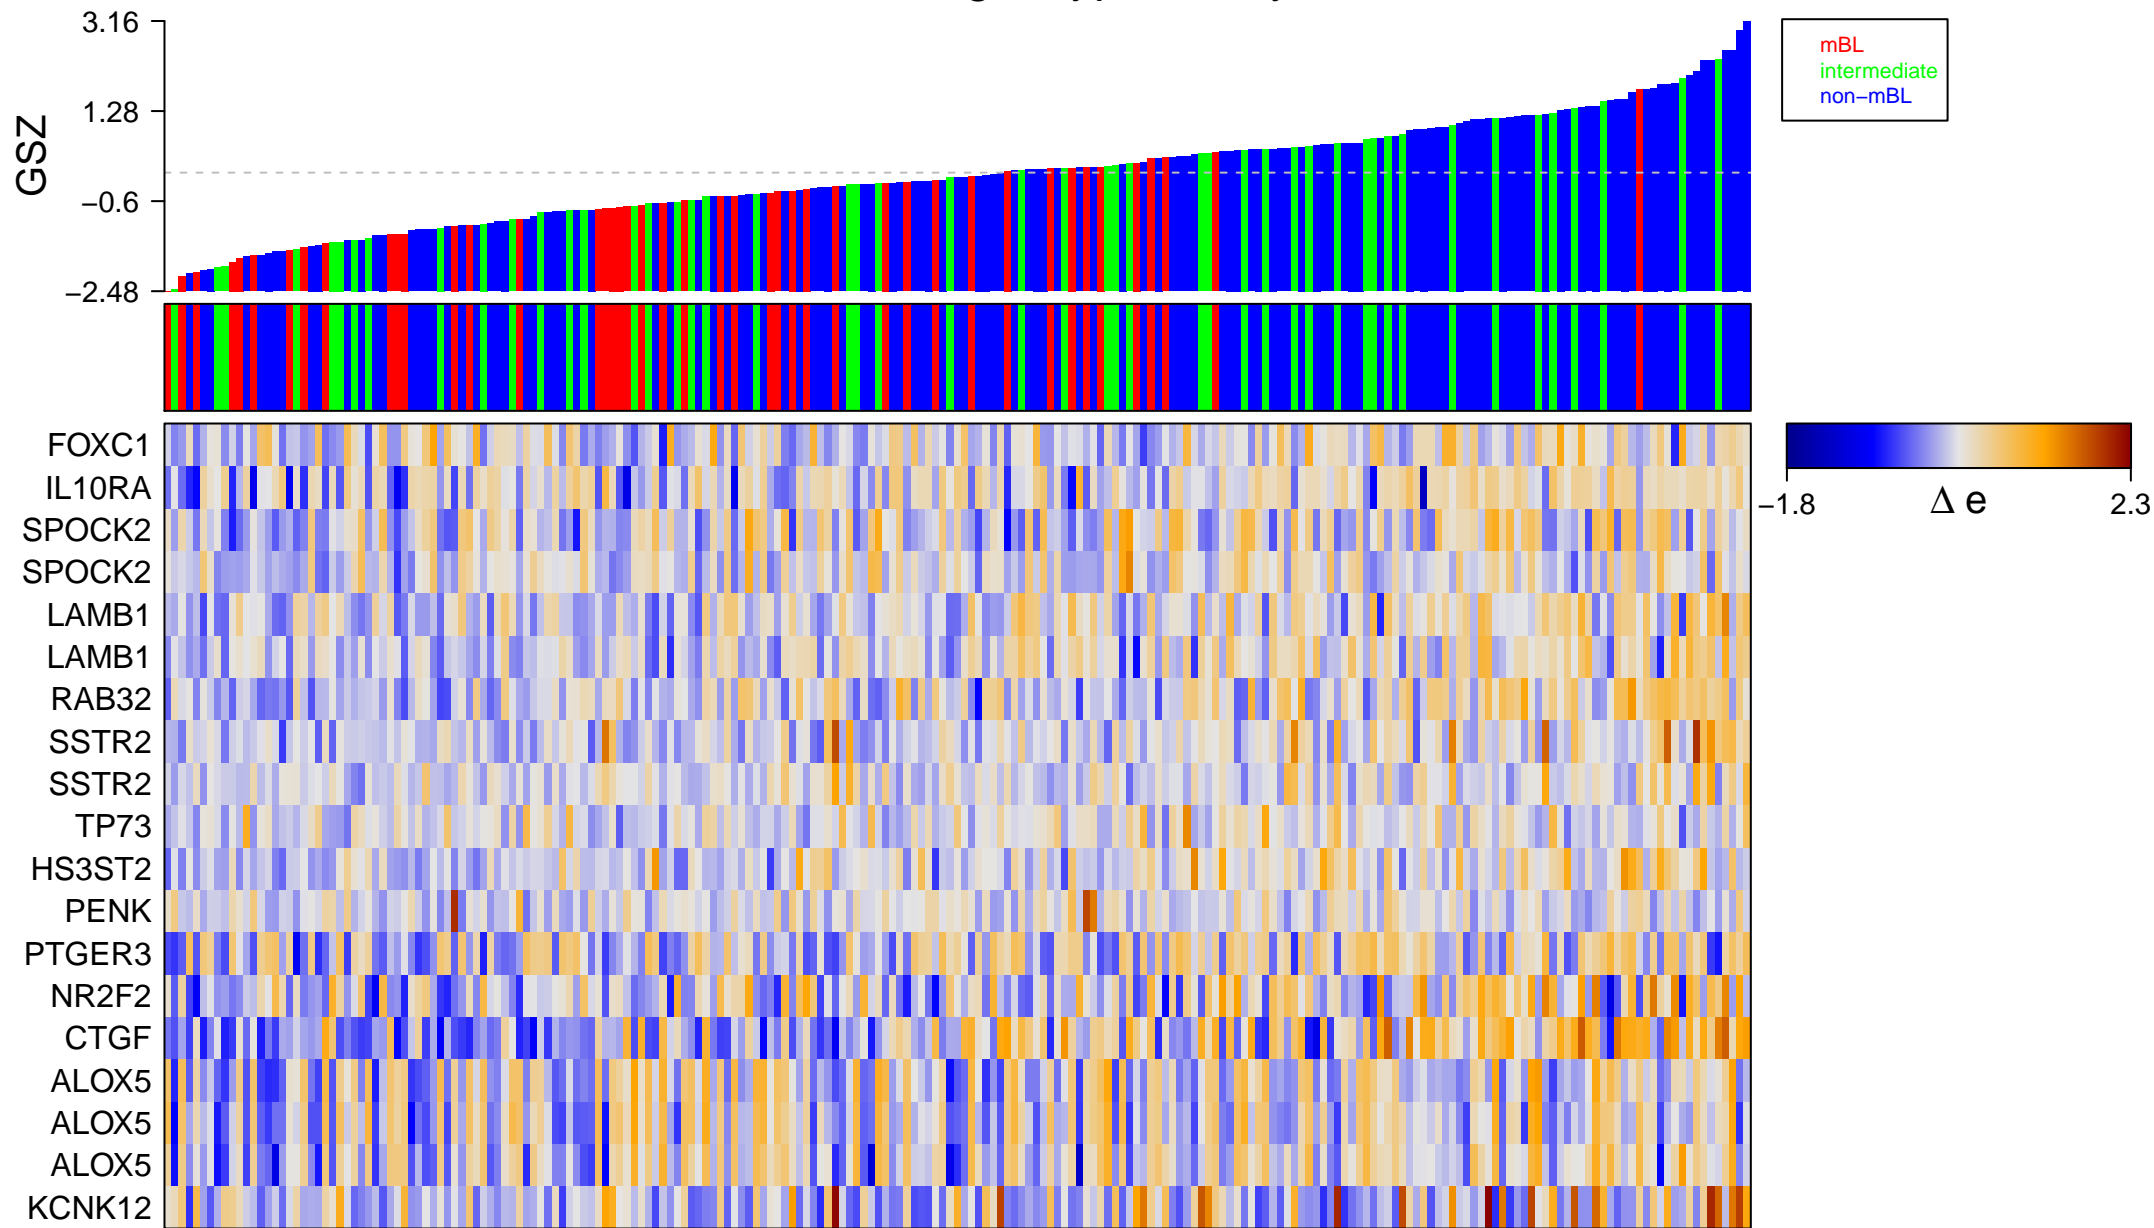 3.16
1.28
−0.6
−2.48
GSZ
mBL
intermediate
non−mBL
FOXC1
IL10RA
SPOCK2
SPOCK2
LAMB1
LAMB1
RAB32
SSTR2
SSTR2
TP73
HS3ST2
PENK
PTGER3
NR2F2
CTGF
ALOX5
ALOX5
ALOX5
KCNK12
−1.8
Δ e
2.3